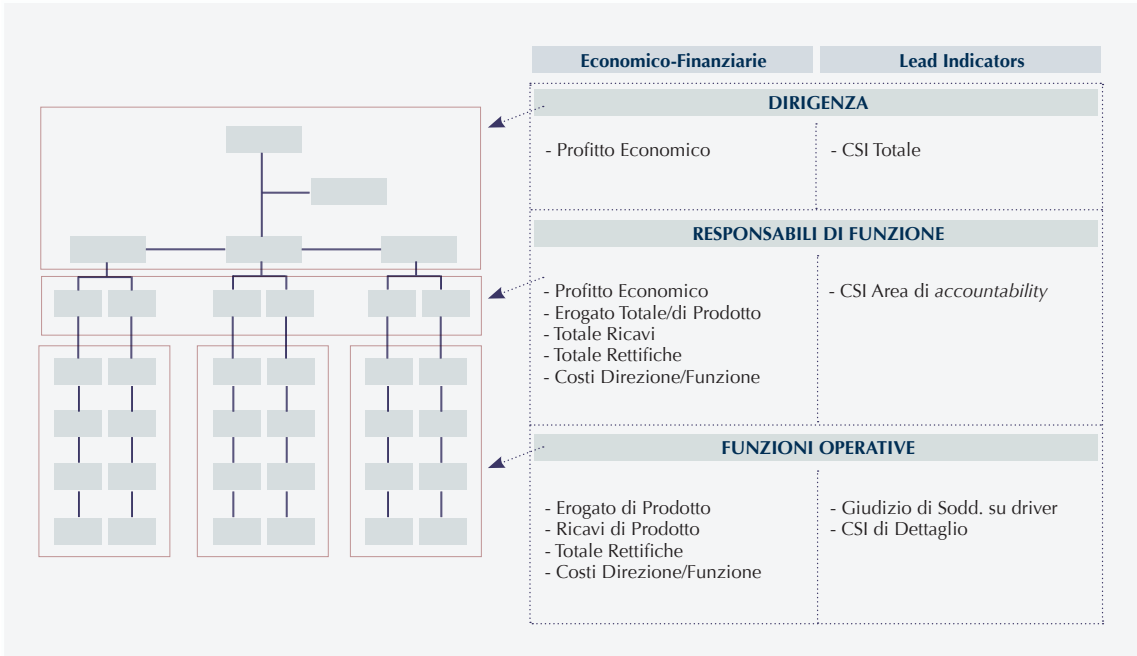 Economico-Finanziarie
Lead Indicators
DIRIGENZA
- Profitto Economico
- CSI Totale
RESPONSABILI DI FUNZIONE
- Profitto Economico
- Erogato Totale/di Prodotto
- Totale Ricavi
- Totale Rettifiche
- Costi Direzione/Funzione
- CSI Area di accountability
FUNZIONI OPERATIVE
- Erogato di Prodotto
- Ricavi di Prodotto
- Totale Rettifiche
- Costi Direzione/Funzione
- Giudizio di Sodd. su driver
- CSI di Dettaglio